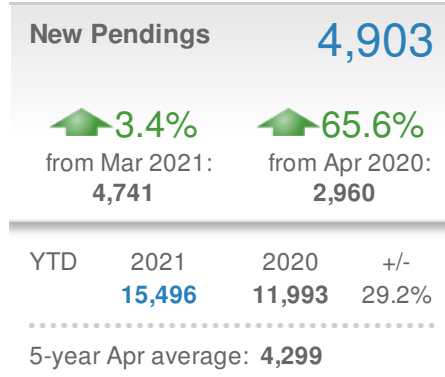 New Pendings 4,903
3.4% 65.6%
from Mar 2021: from Apr 2020:
4,741 2,960
YTD 2021 2020 +/-
15,496 11,993 29.2%
5-year Apr average: 4,299